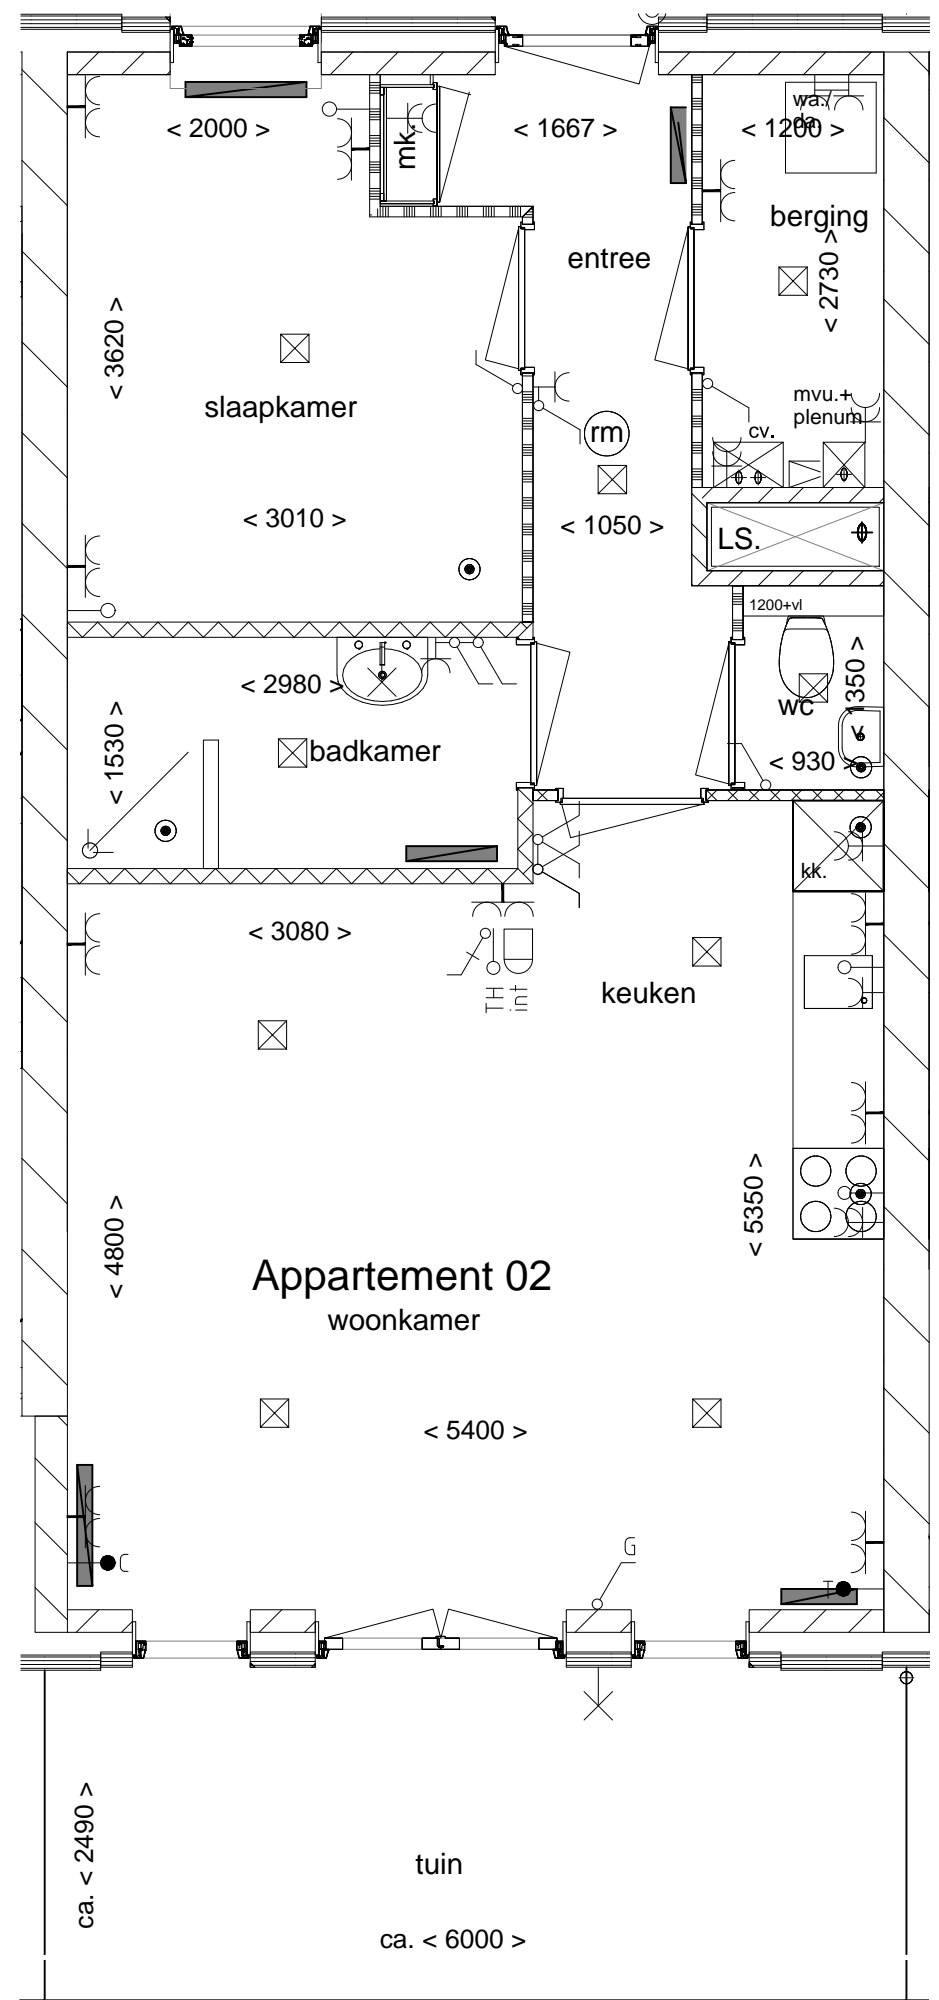 wa./
da.
< 2000 >
mk.
< 1667 >
< 1200 >
berging
entree
< 2730 >
< 3620 >
slaapkamer
mvu.+
plenum
cv.
rm
< 3010 >
< 1050 >
LS.
1200+vl
350 >
< 2980 >
wc
< 1530 >
badkamer
< 930 >
kk.
< 3080 >
keuken
TH
int
< 5350 >
< 4800 >
Appartement 02
woonkamer
< 5400 >
G
C
T
ca. < 2490 >
tuin
ca. < 6000 >